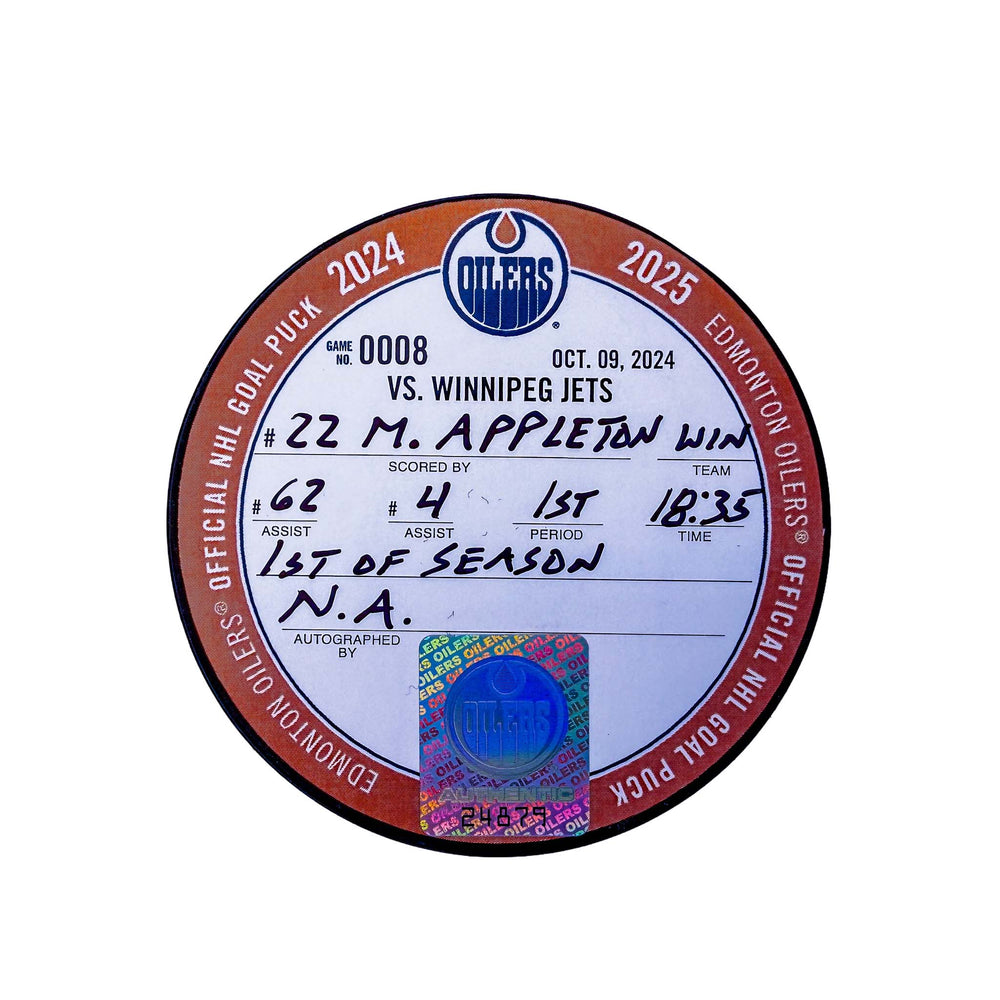 2024
2025
EDMONTON OILERS® OFFICIAL NHL GOAL PUCK
EDMONTON OILERS® OFFICIAL NHL GOAL PUCK
OILERS ®
GAME NO. 0008
OCT. 09, 2024
VS. WINNIPEG JETS
# 22 M. APPLETON WIN
SCORED BY TEAM
# 62 # 4 1ST 18:35
ASSIST ASSIST PERIOD TIME
1ST OF SEASON
N.A.
AUTOGRAPHED BY
OILERS
AUTHENTIC
24879